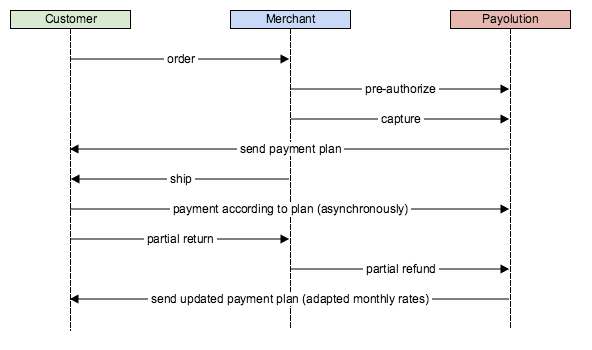 Customer
Merchant
Payolution
order
pre-authorize
capture
send payment plan
ship
payment according to plan (asynchronously)
partial return
partial refund
send updated payment plan (adapted monthly rates)